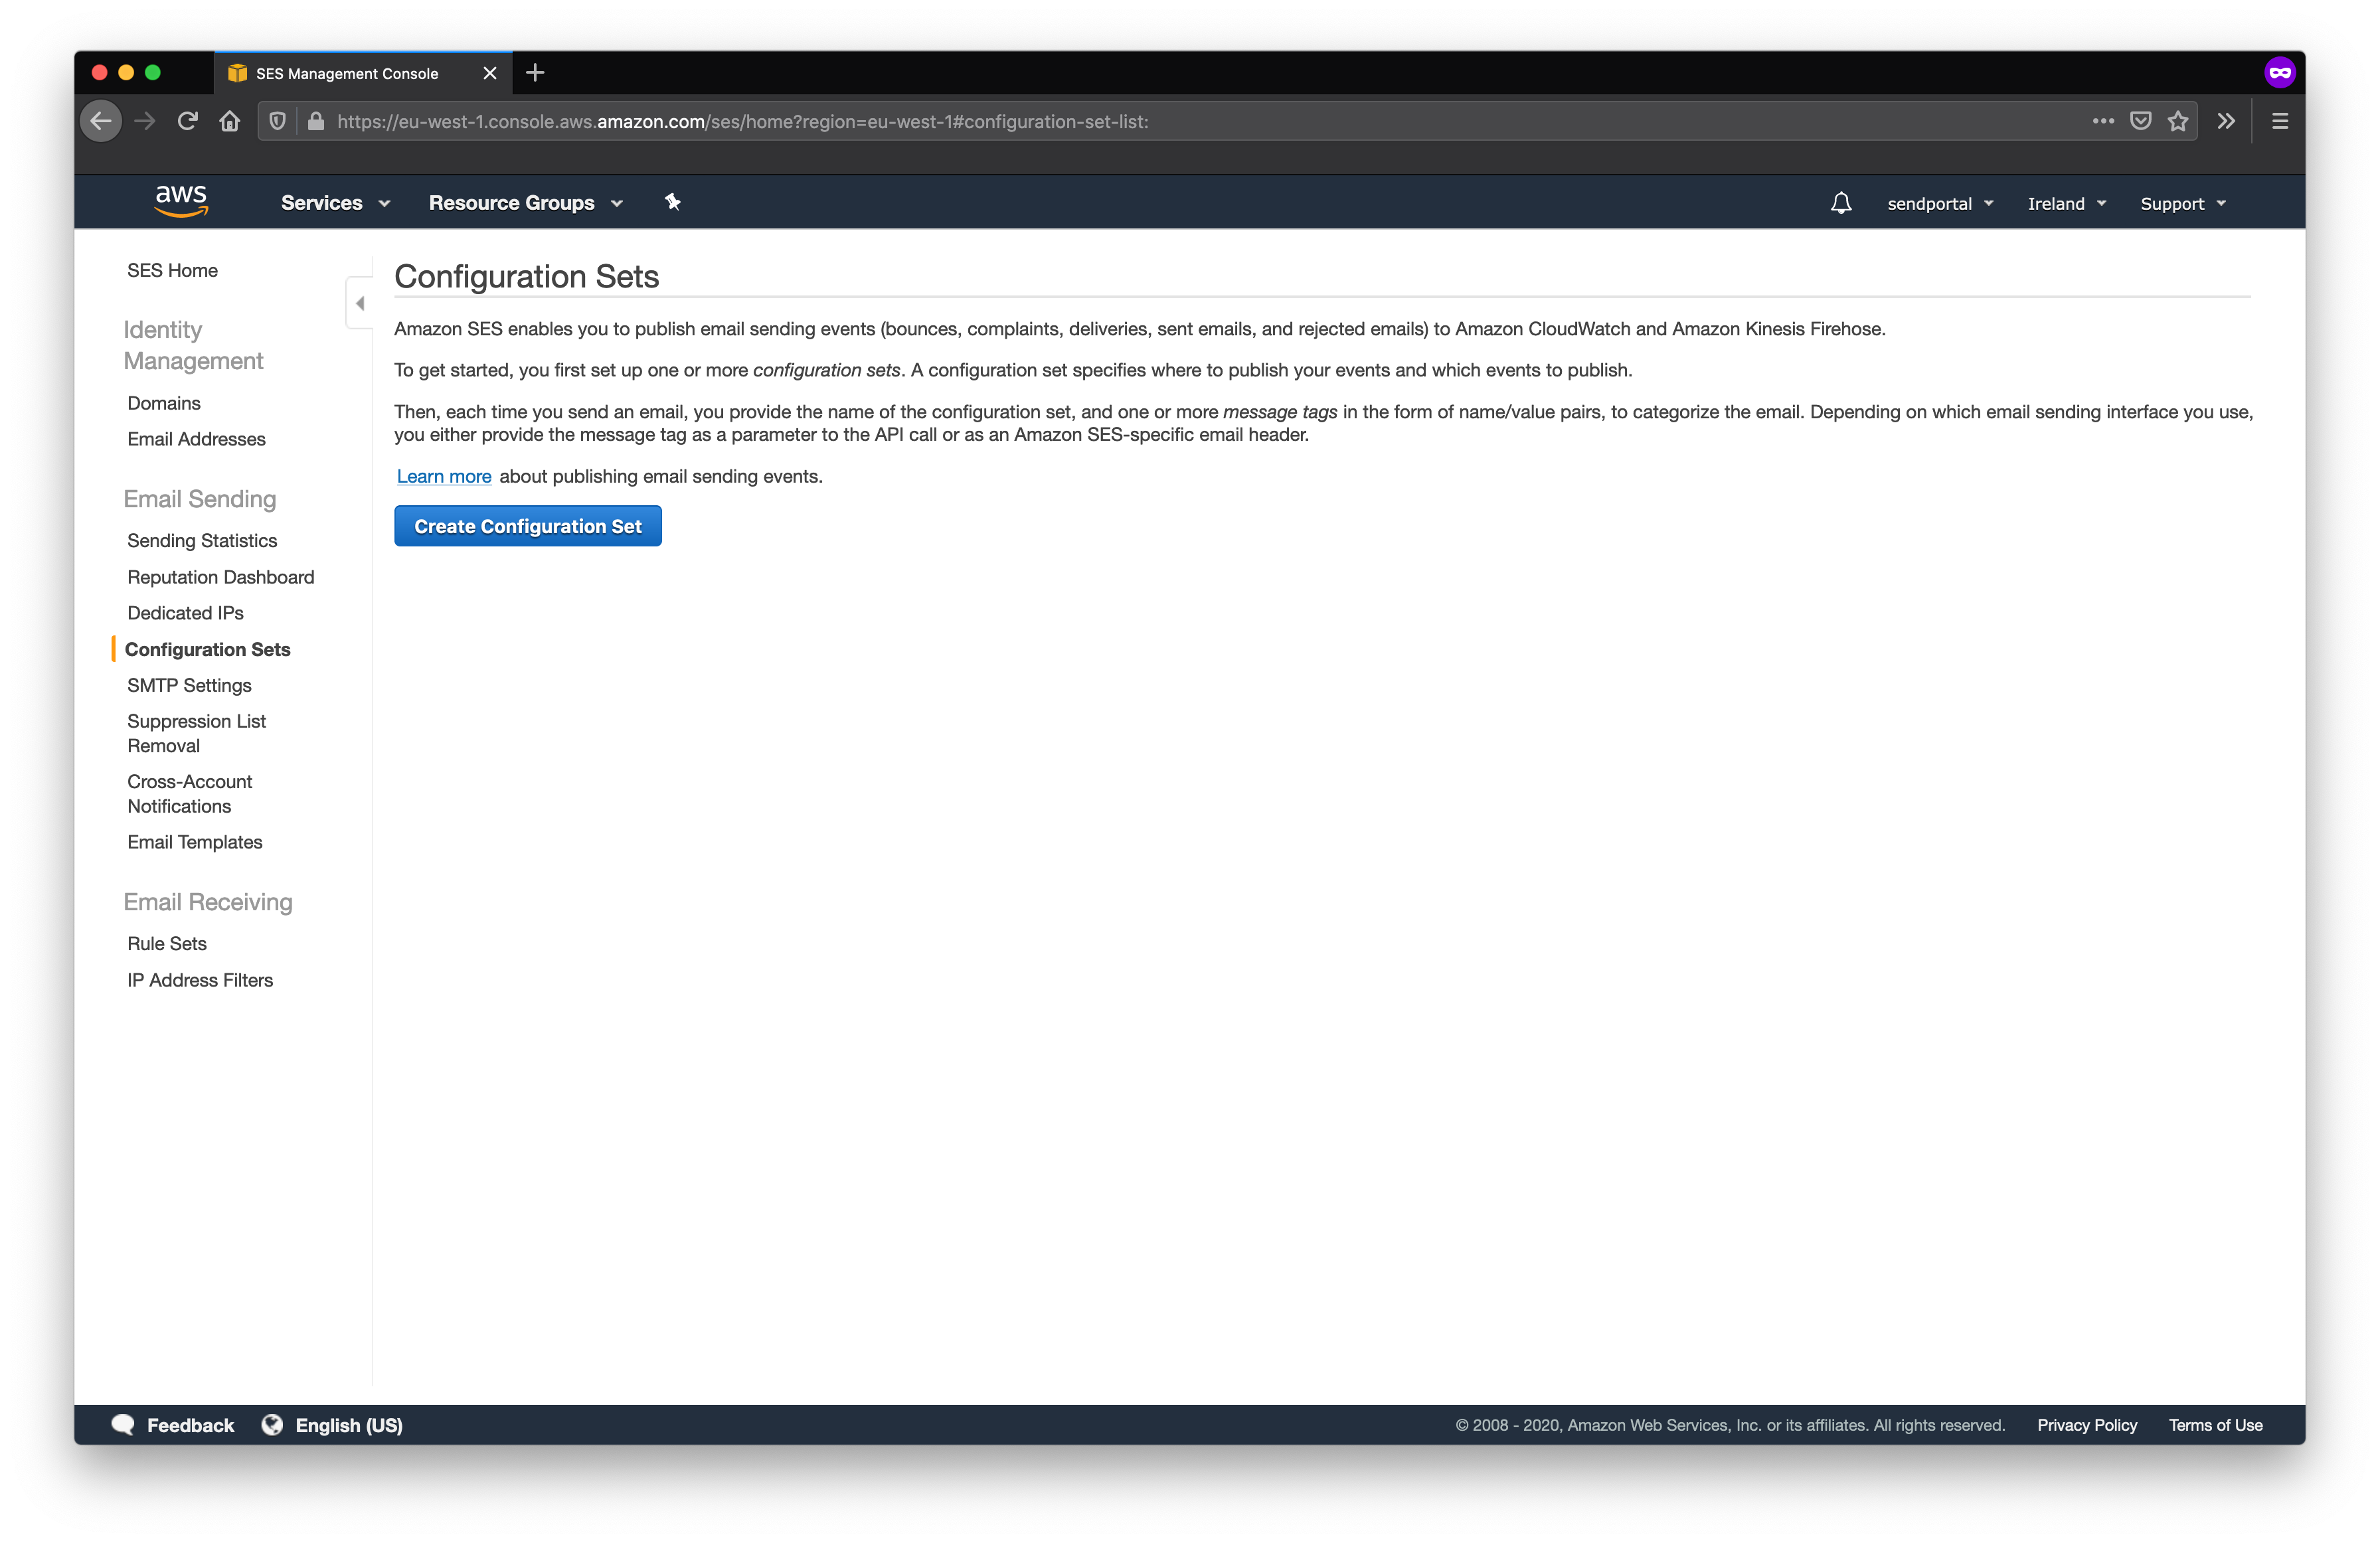 SES Management Console
https://eu-west-1.console.aws.amazon.com/ses/home?region=eu-west-1#configuration-set-list:
aws Services Resource Groups sendportal Ireland Support
SES Home
Identity
Management
Domains
Email Addresses
Email Sending
Sending Statistics
Reputation Dashboard
Dedicated IPs
Configuration Sets
SMTP Settings
Suppression List
Removal
Cross-Account
Notifications
Email Templates
Email Receiving
Rule Sets
IP Address Filters
Configuration Sets
Amazon SES enables you to publish email sending events (bounces, complaints, deliveries, sent emails, and rejected emails) to Amazon CloudWatch and Amazon Kinesis Firehose.
To get started, you first set up one or more configuration sets. A configuration set specifies where to publish your events and which events to publish.
Then, each time you send an email, you provide the name of the configuration set, and one or more message tags in the form of name/value pairs, to categorize the email. Depending on which email sending interface you use,
you either provide the message tag as a parameter to the API call or as an Amazon SES-specific email header.
Learn more about publishing email sending events.
Create Configuration Set
Feedback English (US) © 2008 - 2020, Amazon Web Services, Inc. or its affiliates. All rights reserved. Privacy Policy Terms of Use